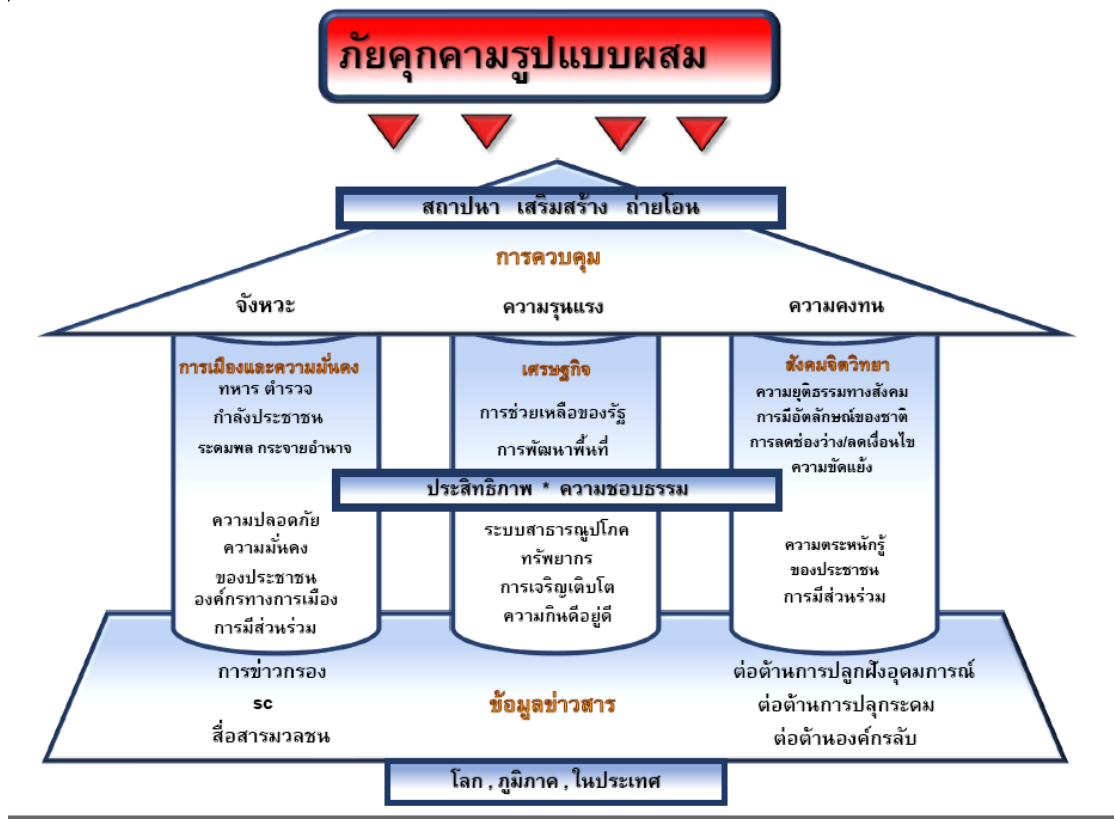 ภัยคุกคามรูปแบบผสม
สถาปนา เสริมสร้าง ถ่ายโอน
การควบคุม
จังหวะ ความรุนแรง ความคงทน
การเมืองและความมั่นคง
ทหาร ตำรวจ
กำลังประชาชน
ระดมพล กระจายอำนาจ
เศรษฐกิจ
การช่วยเหลือของรัฐ
การพัฒนาพื้นที่
สังคมจิตวิทยา
ความยุติธรรมทางสังคม
การมีอัตลักษณ์ของชาติ
การลดช่องว่าง/ลดเงื่อนไข
ความขัดแย้ง
ประสิทธิภาพ * ความชอบธรรม
ความปลอดภัย
ความมั่นคง
ของประชาชน
องค์กรทางการเมือง
การมีส่วนร่วม
ระบบสาธารณูปโภค
ทรัพยากร
การเจริญเติบโต
ความกินดีอยู่ดี
ความตระหนักรู้
ของประชาชน
การมีส่วนร่วม
การข่าวกรอง
sc
สื่อสารมวลชน
ข้อมูลข่าวสาร
ต่อต้านการปลูกฝังอุดมการณ์
ต่อต้านการปลุกระดม
ต่อต้านองค์กรลับ
โลก , ภูมิภาค , ในประเทศ